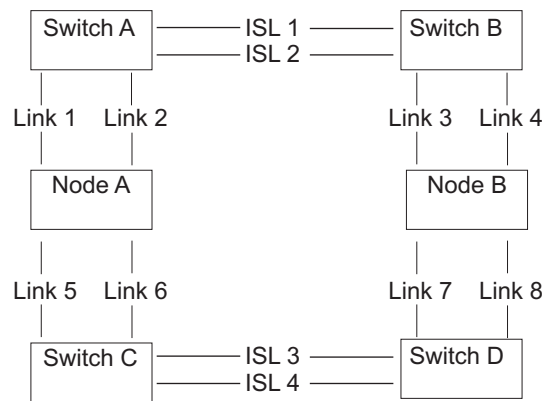 Switch A
ISL 1
Switch B
ISL 2
Link 1
Link 2
Link 3
Link 4
Node A
Node B
Link 5
Link 6
Link 7
Link 8
Switch C
ISL 3
Switch D
ISL 4